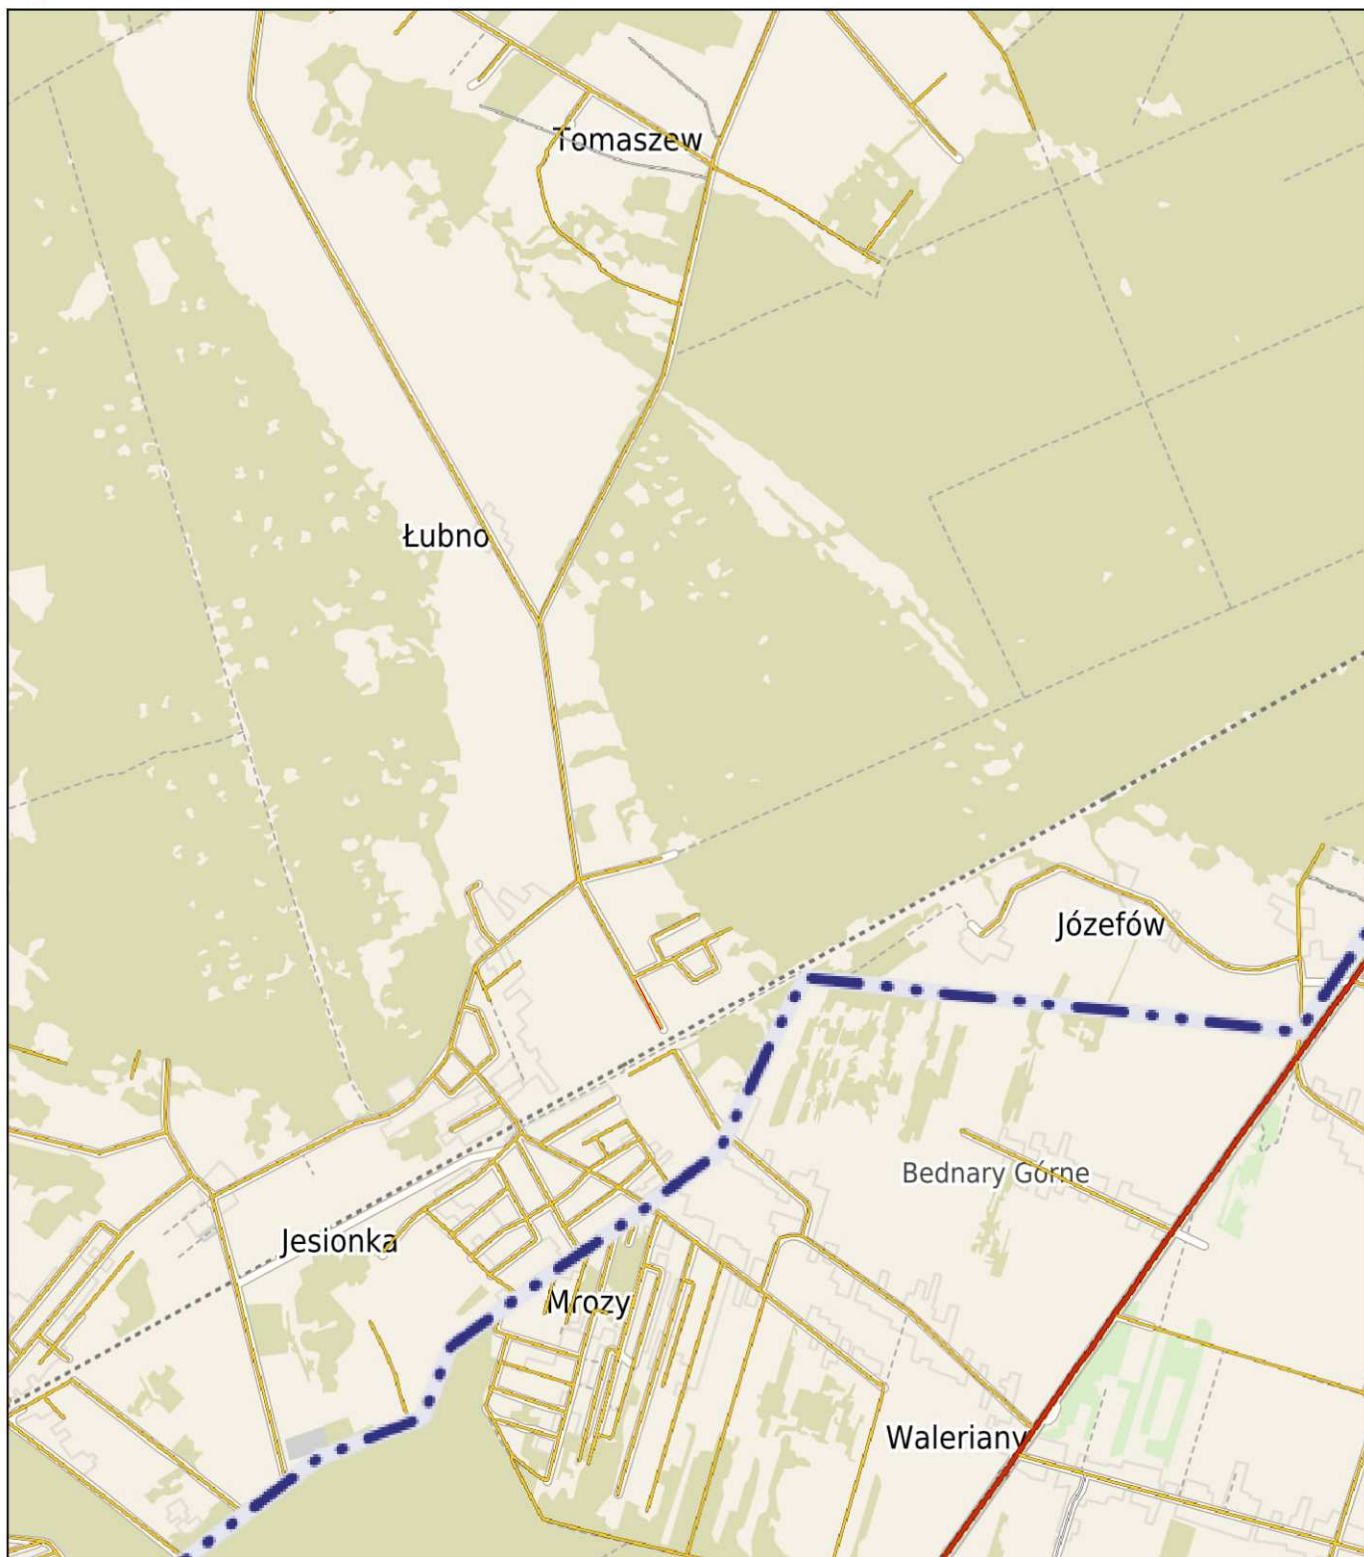 Tomaszew
Łubno
Józefów
Bednary Górne
Jesionka
Mrozy
Waleriany